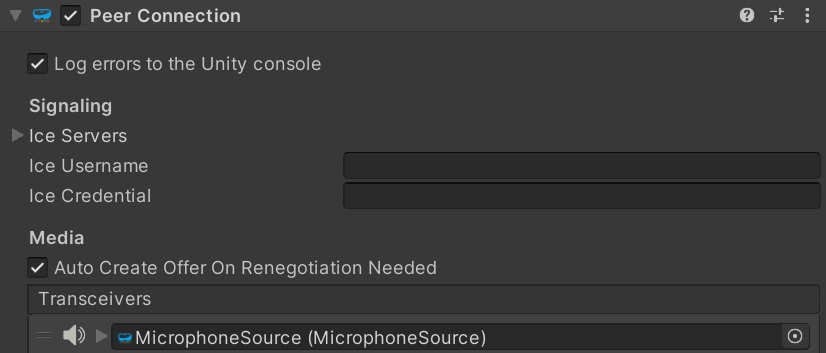 Peer Connection
Log errors to the Unity console
Signaling
Ice Servers
Ice Username
Ice Credential
Media
Auto Create Offer On Renegotiation Needed
Transceivers
MicrophoneSource (MicrophoneSource)